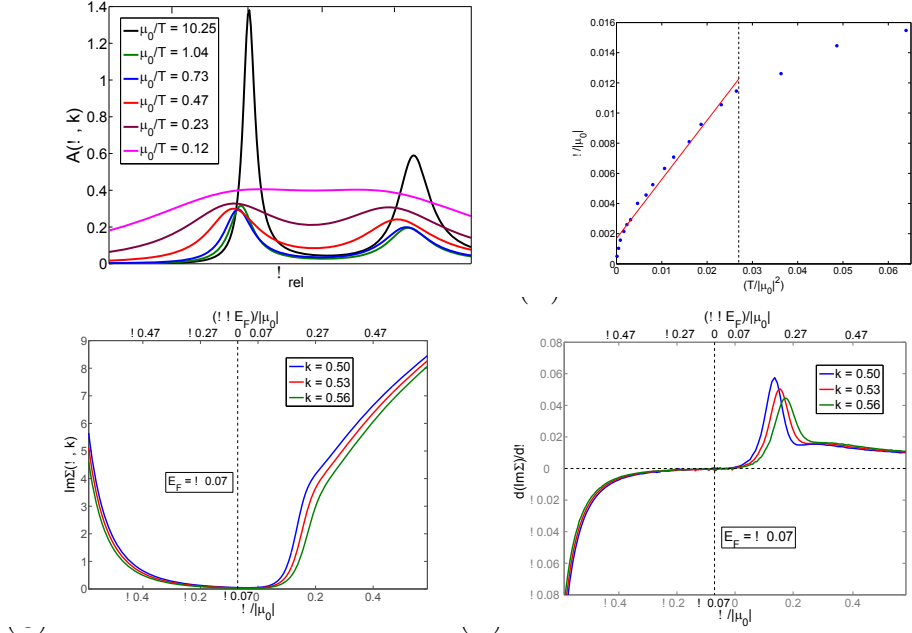 1.4
1.2
1
0.8
0.6
0.4
0.2
0
A(! , k)
μ0/T = 10.25
μ0/T = 1.04
μ0/T = 0.73
μ0/T = 0.47
μ0/T = 0.23
μ0/T = 0.12
! rel
0.016
0.014
0.012
0.01
0.008
0.006
0.004
0.002
0
! /|μ0|
0 0.01 0.02 0.03 0.04 0.05 0.06
(T/|μ0|²)
(! ! EF)/|μ0|
! 0.47 ! 0.27 0 0.07 0.27 0.47
9
8
7
6
5
4
3
2
1
0
ImΣ(! , k)
k = 0.50
k = 0.53
k = 0.56
EF = ! 0.07
! 0.4 ! 0.2 ! 0.07 0 0.2 0.4
! /|μ0|
(! ! EF)/|μ0|
! 0.47 ! 0.27 0 0.07 0.27 0.47
0.08
0.06
0.04
0.02
0
! 0.02
! 0.04
! 0.06
! 0.08
d(ImΣ)/d!
k = 0.50
k = 0.53
k = 0.56
EF = ! 0.07
! 0.4 ! 0.2 ! 0.07 0 0.2 0.4
! /|μ0|